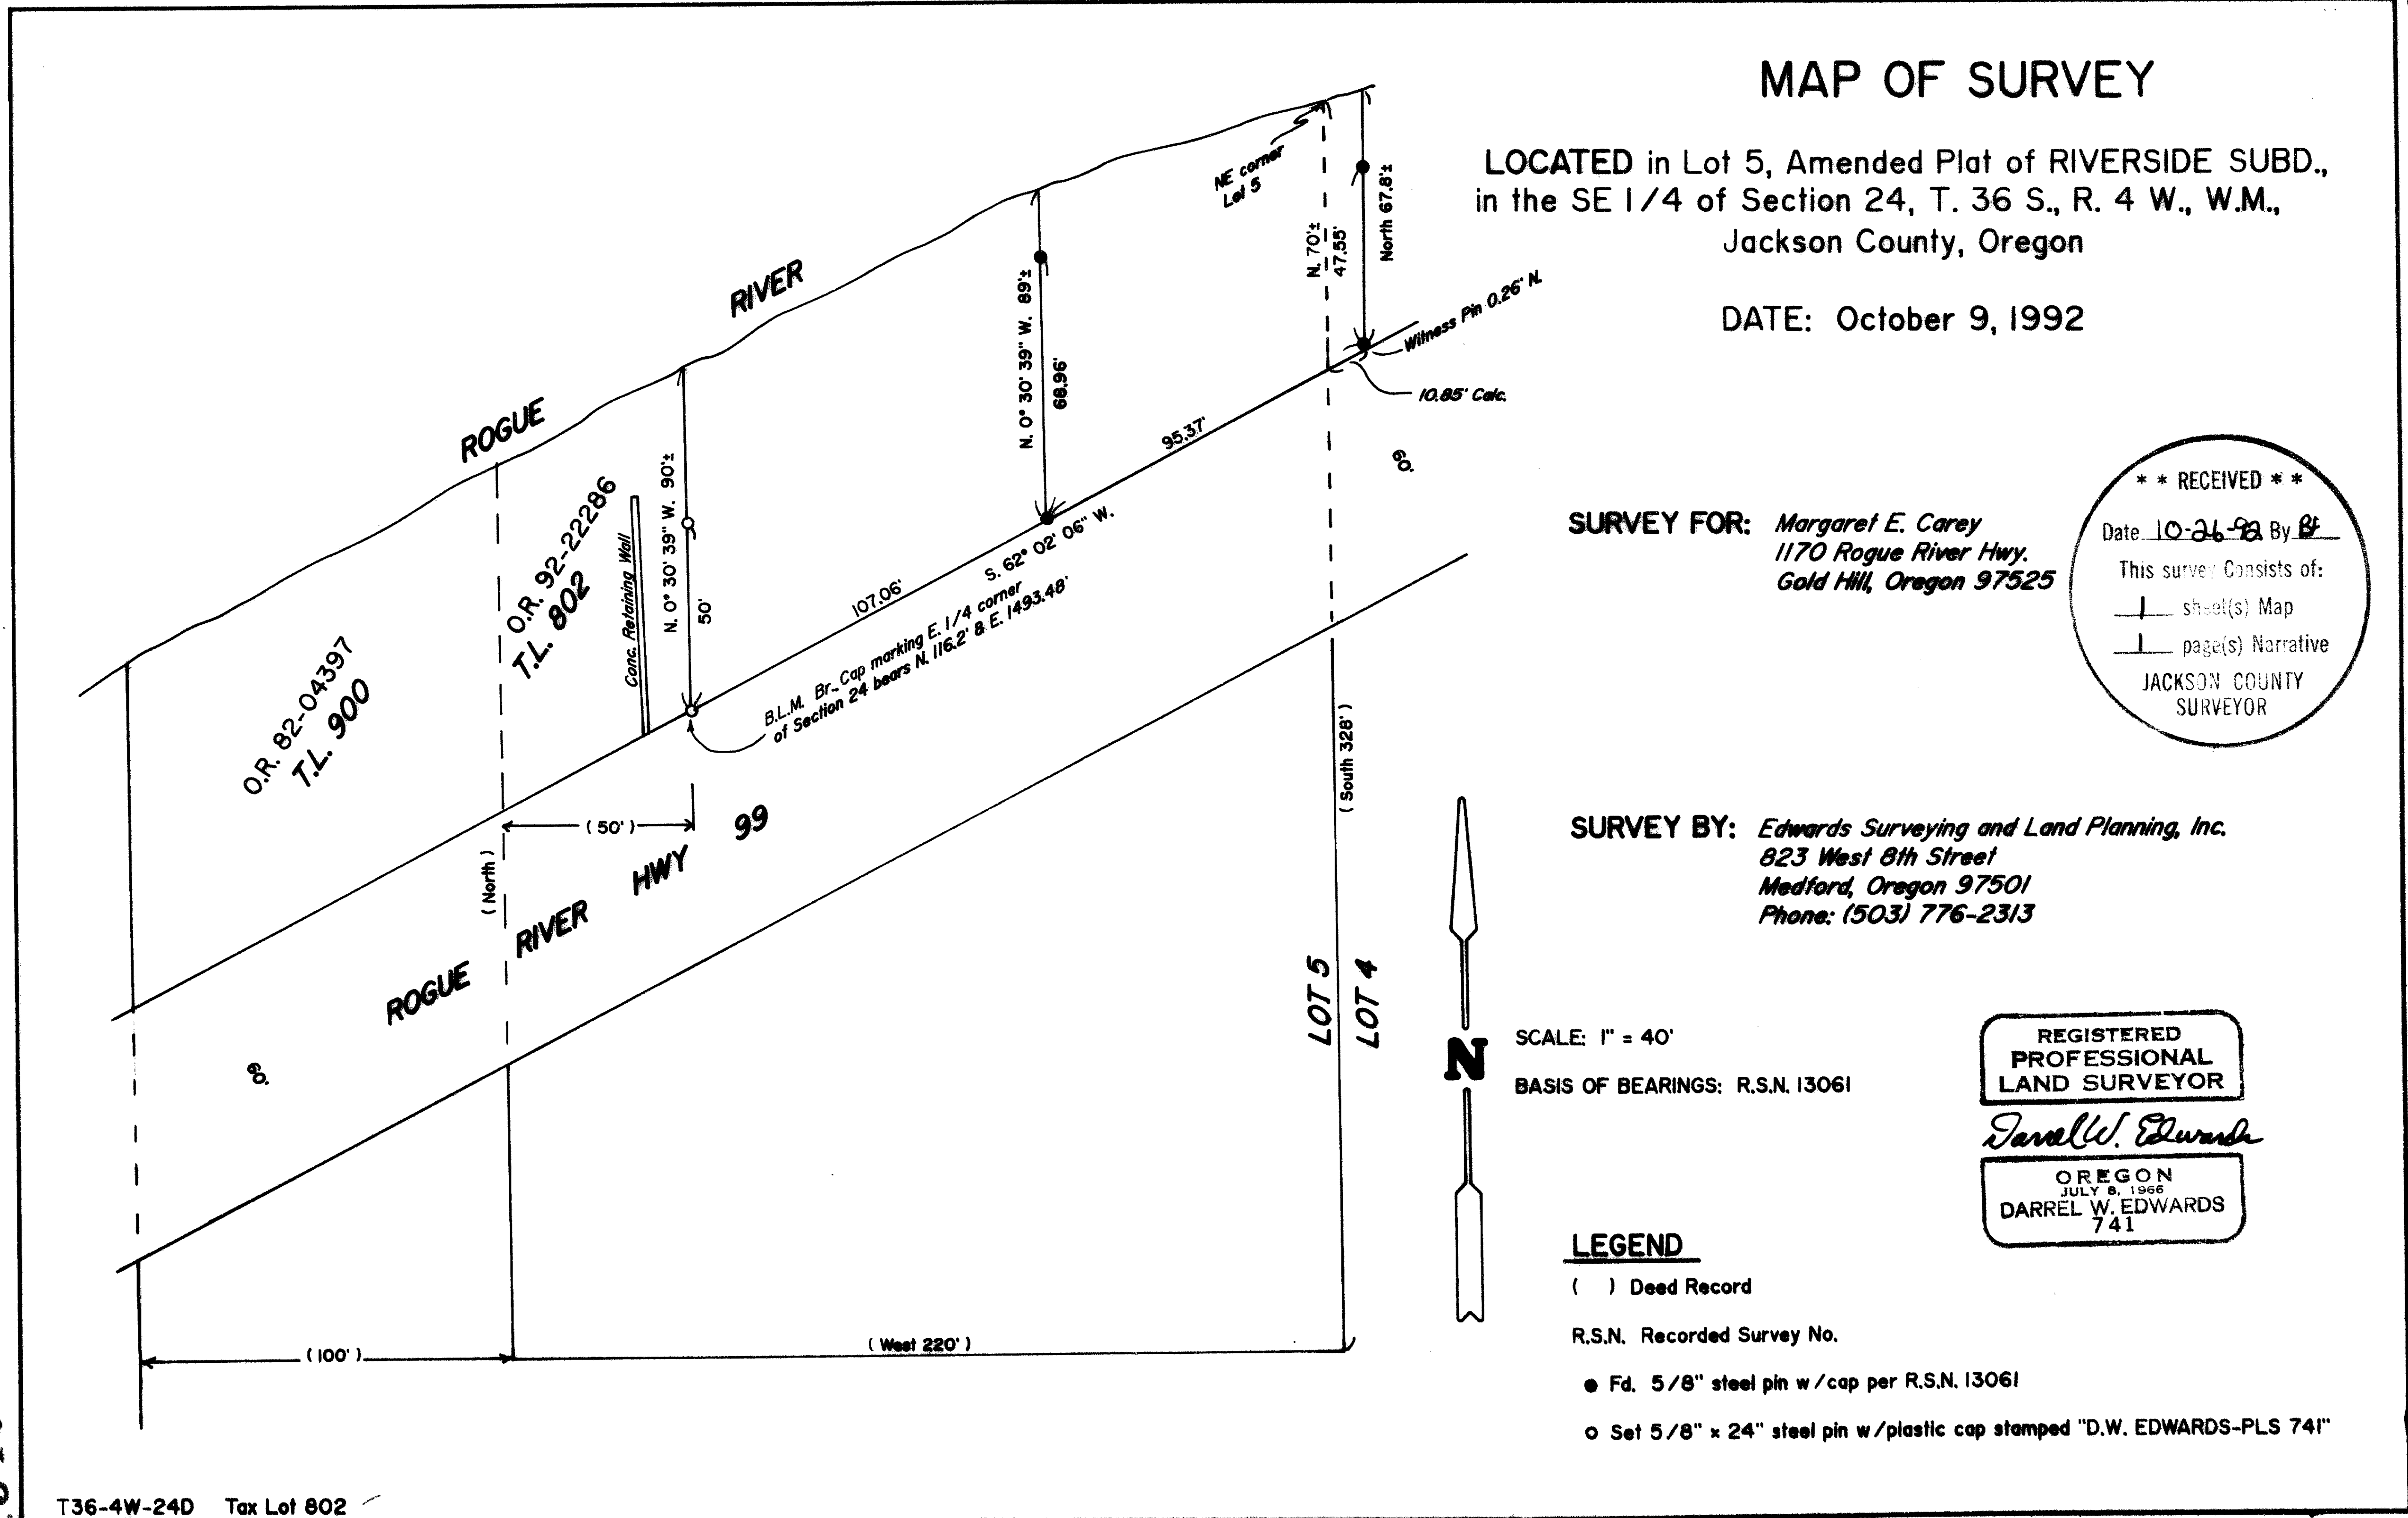 MAP OF SURVEY
LOCATED in Lot 5, Amended Plat of RIVERSIDE SUBD.,
in the SE 1/4 of Section 24, T. 36 S., R. 4 W., W.M.,
Jackson County, Oregon
DATE: October 9, 1992
NE corner
Lot 5
N. 70'±
47.55'
North 67.8'±
Witness Pin 0.26' N.
10.85' Calc.
ROGUE RIVER
N. 0° 30' 39" W. 89'±
68.96'
95.37'
60'
N. 0° 30' 39" W. 90'±
50'
107.06'
S. 62° 02' 06" W.
B.L.M. Br. Cap marking E. 1/4 corner
of Section 24 bears N. 116.2' & E. 1493.48'
Conc. Retaining Wall
O.R. 92-22286
T.L. 802
O.R. 82-04397
T.L. 900
( 50' )
( North )
ROGUE RIVER HWY 99
60'
( South 328' )
LOT 5
LOT 4
( 100' )
( West 220' )
SURVEY FOR: Margaret E. Carey
1170 Rogue River Hwy.
Gold Hill, Oregon 97525
* * RECEIVED * *
Date 10-26-92 By
This survey Consists of:
1 sheet(s) Map
1 page(s) Narrative
JACKSON COUNTY
SURVEYOR
SURVEY BY: Edwards Surveying and Land Planning, Inc.
823 West 8th Street
Medford, Oregon 97501
Phone: (503) 776-2313
N
SCALE: 1" = 40'
BASIS OF BEARINGS: R.S.N. 13061
REGISTERED
PROFESSIONAL
LAND SURVEYOR
Darrel W. Edwards
OREGON
JULY 8, 1966
DARREL W. EDWARDS
741
LEGEND
( ) Deed Record
R.S.N. Recorded Survey No.
● Fd. 5/8" steel pin w/cap per R.S.N. 13061
○ Set 5/8" x 24" steel pin w/plastic cap stamped "D.W. EDWARDS-PLS 741"
T36-4W-24D Tax Lot 802